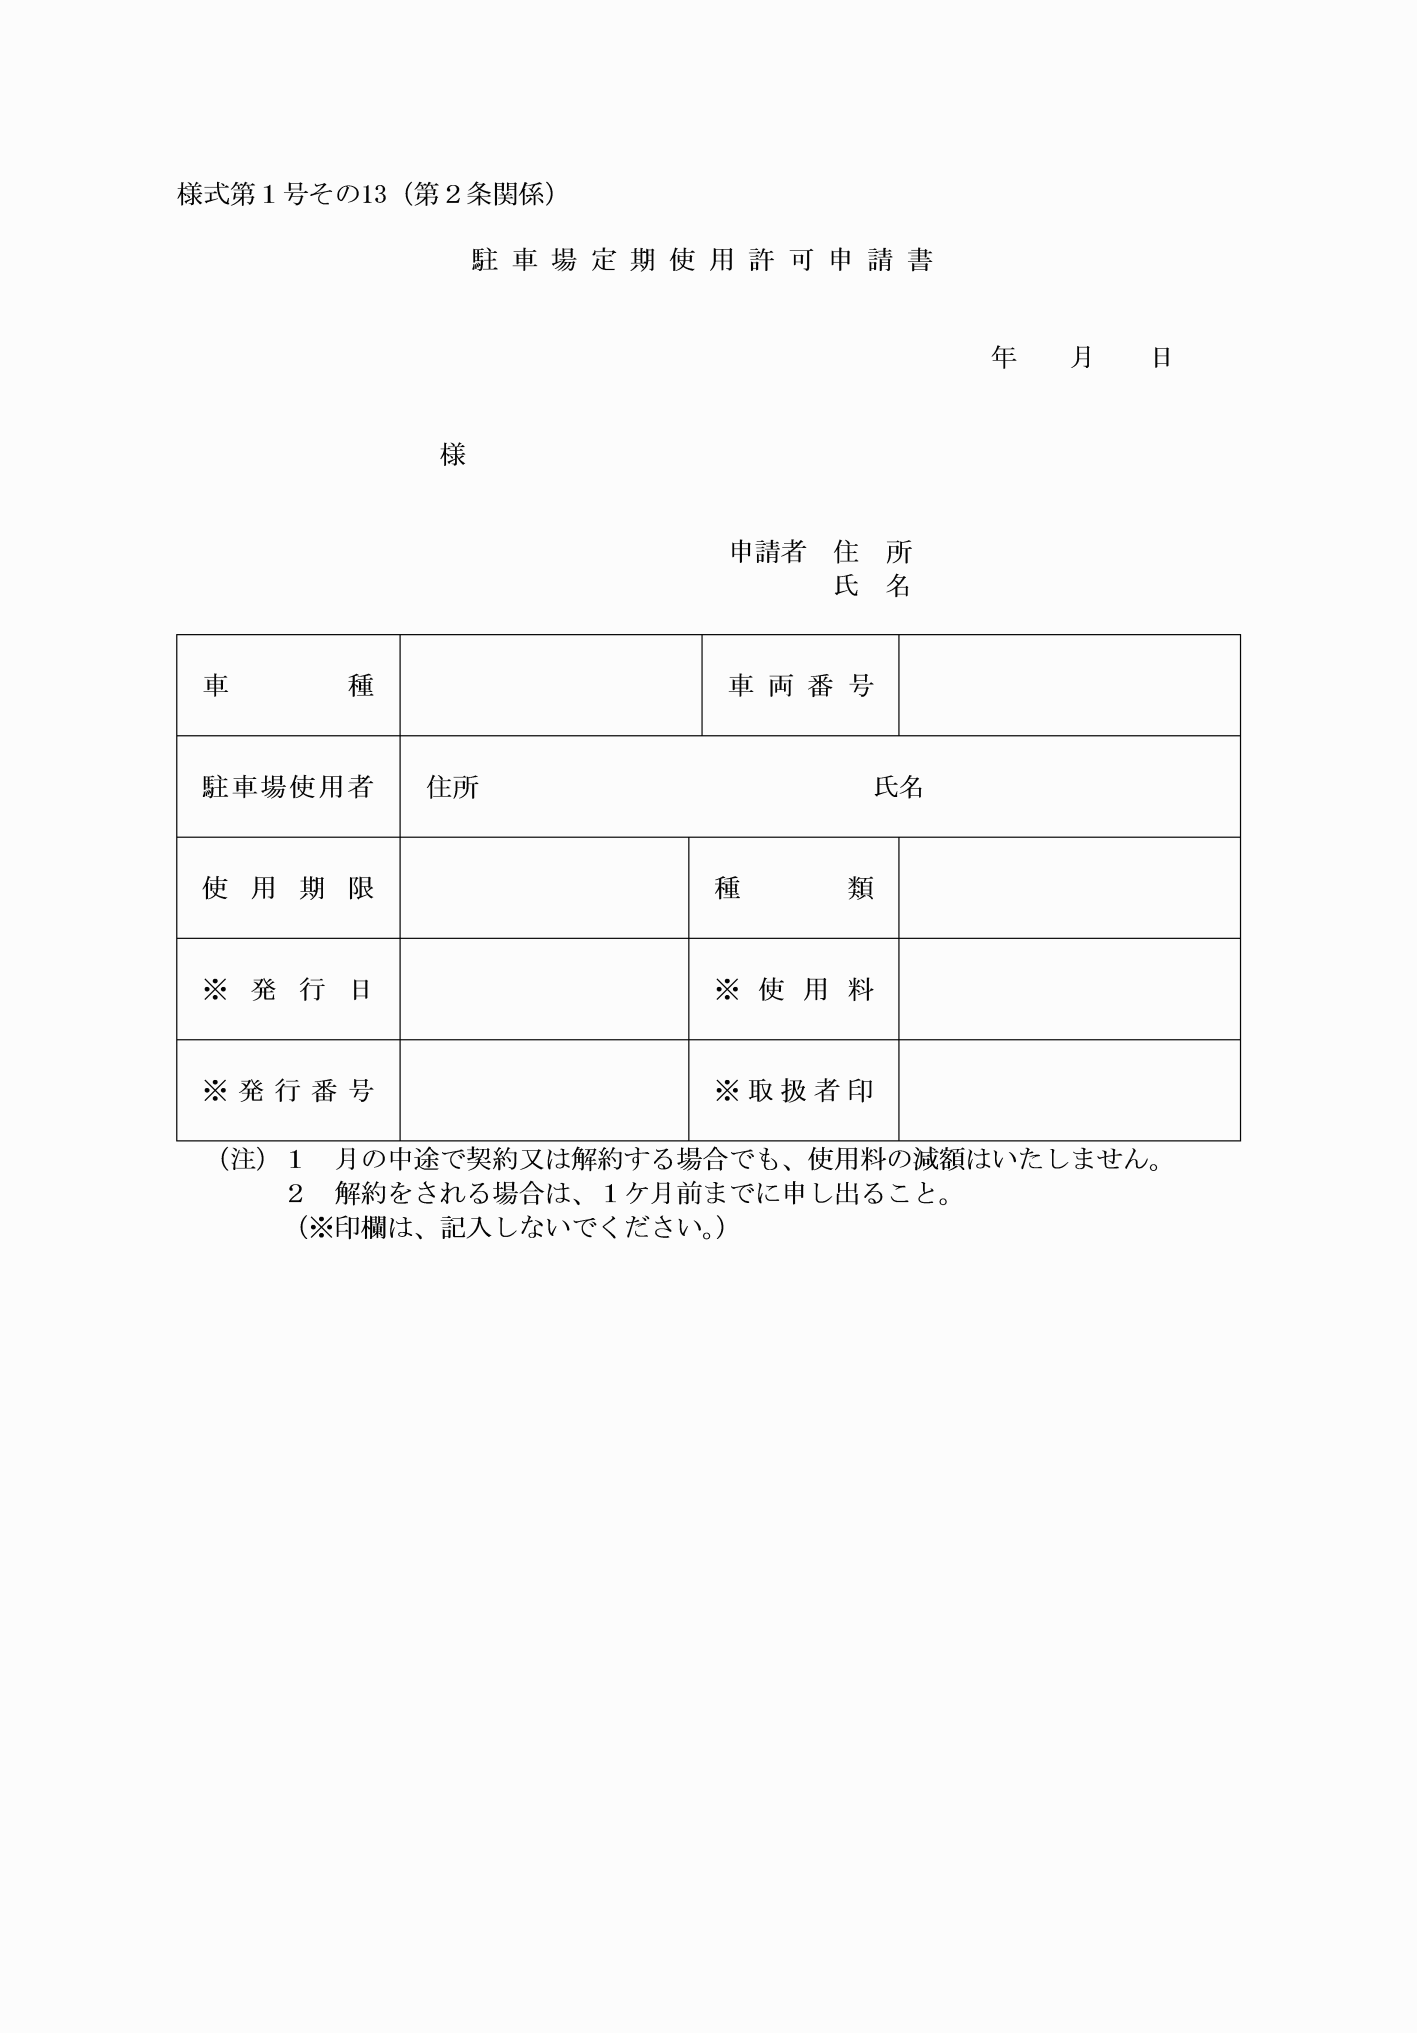 様式第１号その13（第２条関係）
駐車場定期使用許可申請書
年　　月　　日
様
申請者　住　所
氏　名
車種　車両番号
駐車場使用者　住所　氏名
使用期限　種類
※発行日　※使用料
※発行番号　※取扱者印
（注）１　月の中途で契約又は解約する場合でも、使用料の減額はいたしません。
２　解約をされる場合は、１ケ月前までに申し出ること。
（※印欄は、記入しないでください。）